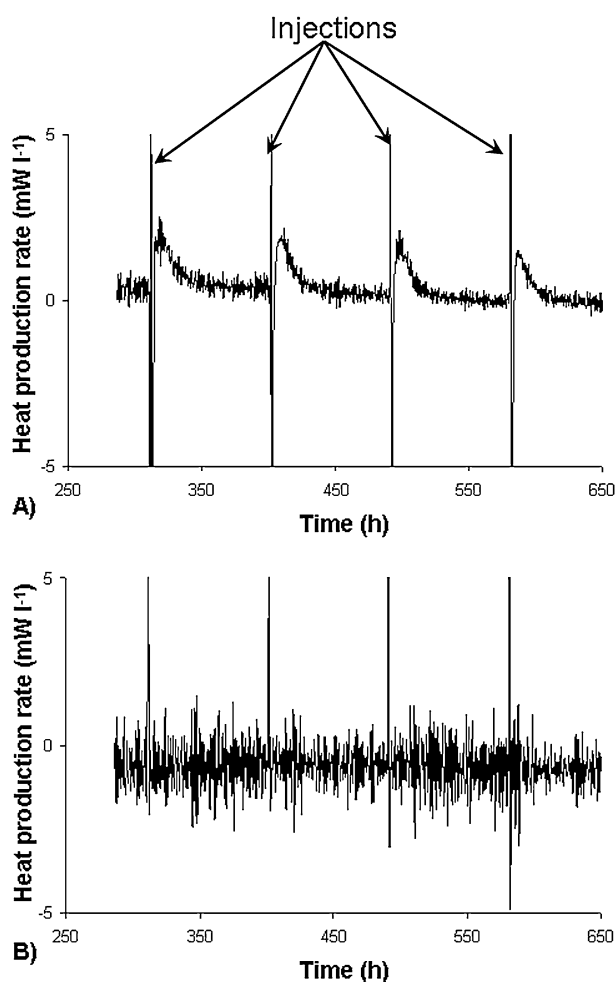 Injections
Heat production rate (mW l-1)
5
0
-5
250 350 450 550 650
A)
Time (h)
Heat production rate (mW l-1)
5
0
-5
250 350 450 550 650
B)
Time (h)